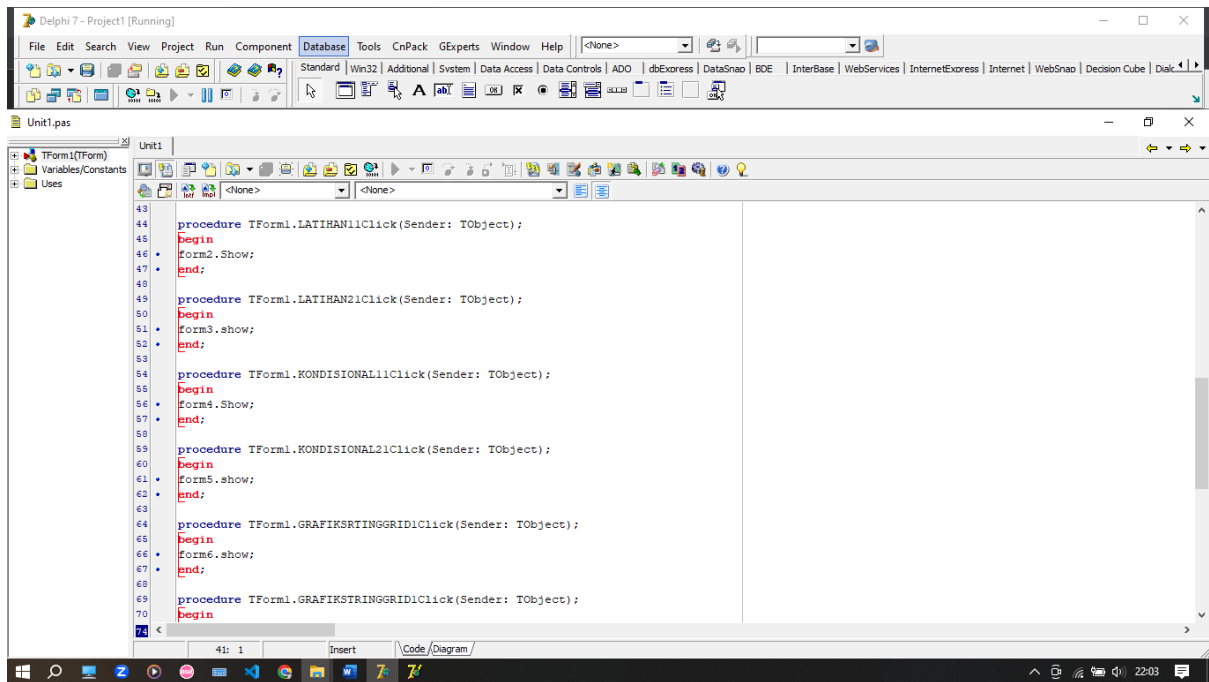 Delphi 7 - Project1 [Running]
File Edit Search View Project Run Component Database Tools CnPack GExperts Window Help <None>
Standard Win32 Additional System Data Access Data Controls ADO dbExpress DataSnap BDE InterBase WebServices InternetExpress Internet WebSnap Decision Cube Dialc
Unit1.pas
TForm1(TForm)
Variables/Constants
Uses
Unit1
<None> <None>
43
44 procedure TForm1.LATIHAN11Click(Sender: TObject);
45 begin
46 form2.Show;
47 end;
48
49 procedure TForm1.LATIHAN21Click(Sender: TObject);
50 begin
51 form3.show;
52 end;
53
54 procedure TForm1.KONDISIONAL11Click(Sender: TObject);
55 begin
56 form4.Show;
57 end;
58
59 procedure TForm1.KONDISIONAL21Click(Sender: TObject);
60 begin
61 form5.show;
62 end;
63
64 procedure TForm1.GRAFIKSRTINGGRID1Click(Sender: TObject);
65 begin
66 form6.show;
67 end;
68
69 procedure TForm1.GRAFIKSTRINGGRID1Click(Sender: TObject);
70 begin
74
41: 1 Insert Code Diagram
22:03